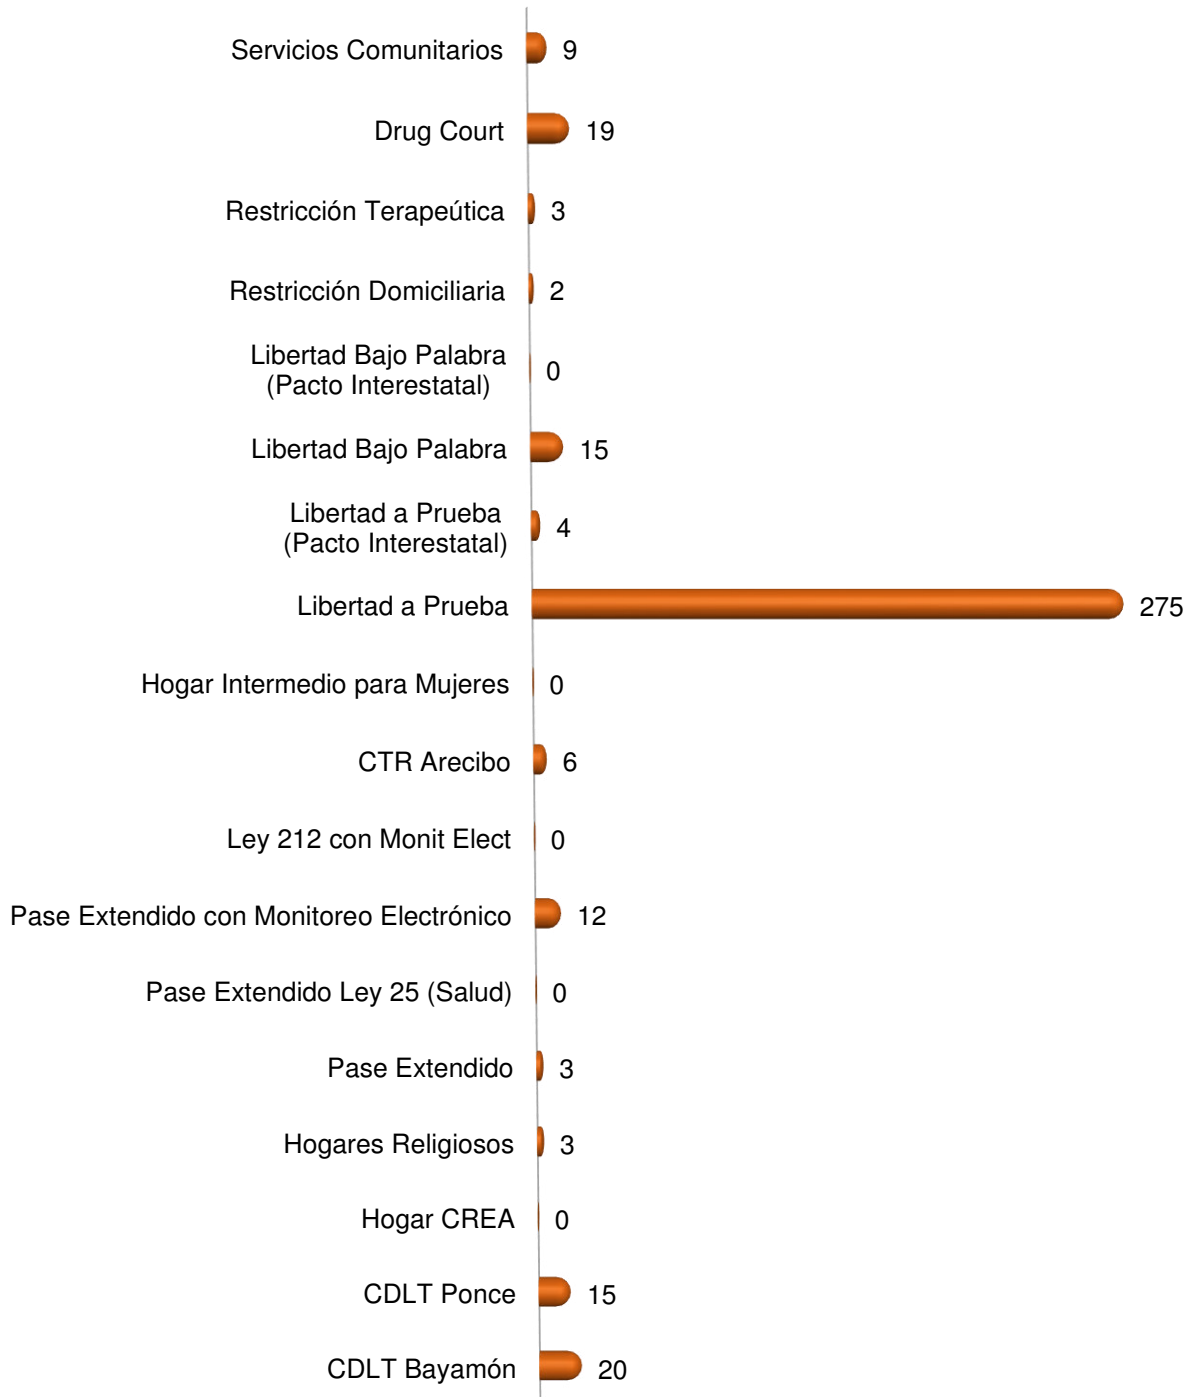 Servicios Comunitarios 9
Drug Court 19
Restricción Terapeútica 3
Restricción Domiciliaria 2
Libertad Bajo Palabra
(Pacto Interestatal) 0
Libertad Bajo Palabra 15
Libertad a Prueba
(Pacto Interestatal) 4
Libertad a Prueba 275
Hogar Intermedio para Mujeres 0
CTR Arecibo 6
Ley 212 con Monit Elect 0
Pase Extendido con Monitoreo Electrónico 12
Pase Extendido Ley 25 (Salud) 0
Pase Extendido 3
Hogares Religiosos 3
Hogar CREA 0
CDLT Ponce 15
CDLT Bayamón 20